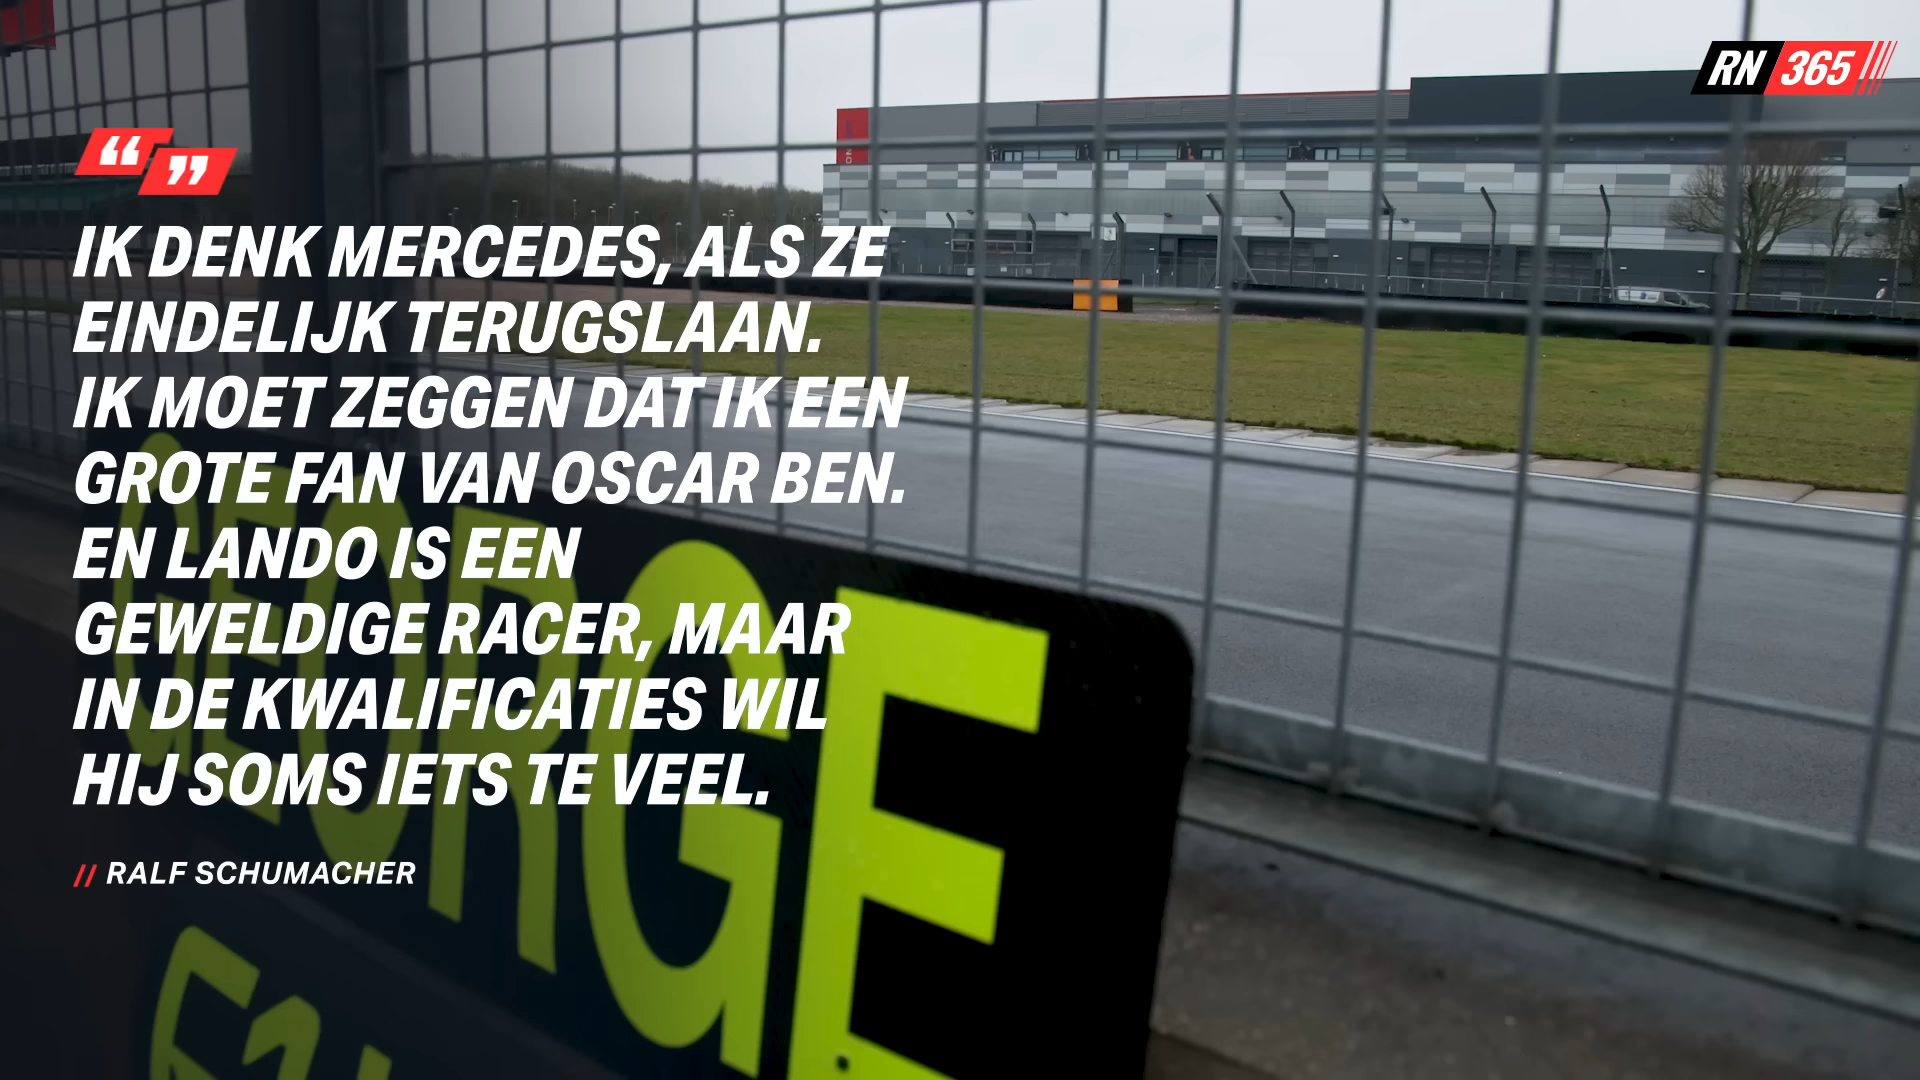 RN 365
“ ”
IK DENK MERCEDES, ALS ZE
EINDELIJK TERUGSLAAN.
IK MOET ZEGGEN DAT IK EEN
GROTE FAN VAN OSCAR BEN.
EN LANDO IS EEN
GEWELDIGE RACER, MAAR
IN DE KWALIFICATIES WIL
HIJ SOMS IETS TE VEEL.
// RALF SCHUMACHER
GEORGE